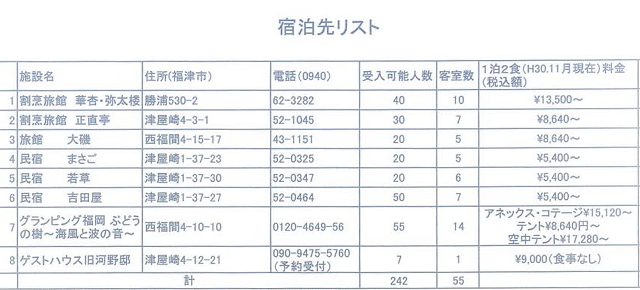 宿泊先リスト
施設名 住所(福津市) 電話(0940) 受入可能人数 客室数 1泊2食(H30.11月現在)料金
(税込額)
1 割烹旅館 華杏・弥太楼 勝浦530-2 62-3282 40 10 ¥13,500～
2 割烹旅館 正直亭 津屋崎4-3-1 52-1045 30 7 ¥8,640～
3 旅館 大磯 西福間4-15-17 43-1151 20 5 ¥8,640～
4 民宿 まさご 津屋崎1-37-23 52-0325 20 5 ¥5,400～
5 民宿 若草 津屋崎1-37-30 52-0347 20 6 ¥5,400～
6 民宿 吉田屋 津屋崎1-37-27 52-0464 50 7 ¥5,400～
7 グランピング福岡 ぶどう
の樹～海風と波の音～ 西福間4-10-10 0120-4649-56 55 14 アネックス・コテージ¥15,120～
テント¥8,640円～
空中テント¥17,280～
8 ゲストハウス旧河野邸 津屋崎4-12-21 090-9475-5760
(予約受付) 7 1 ¥9,000(食事なし)
計 242 55